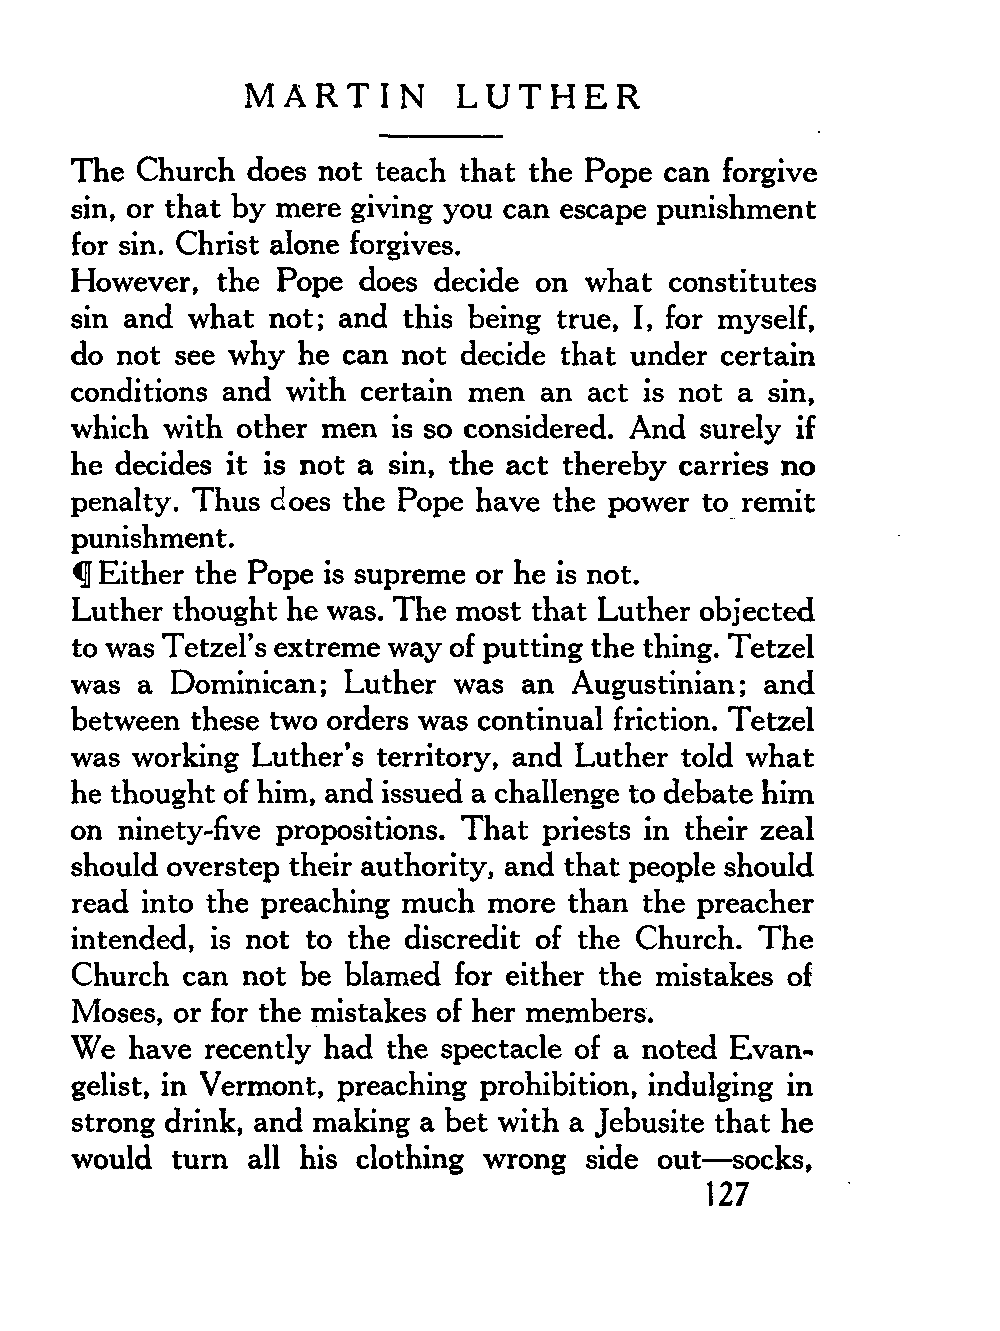 MARTIN LUTHER
The Church does not teach that the Pope can forgive
sin, or that by mere giving you can escape punishment
for sin. Christ alone forgives.
However, the Pope does decide on what constitutes
sin and what not; and this being true, I, for myself,
do not see why he can not decide that under certain
conditions and with certain men an act is not a sin,
which with other men is so considered. And surely if
he decides it is not a sin, the act thereby carries no
penalty. Thus does the Pope have the power to remit
punishment.
¶ Either the Pope is supreme or he is not.
Luther thought he was. The most that Luther objected
to was Tetzel's extreme way of putting the thing. Tetzel
was a Dominican; Luther was an Augustinian; and
between these two orders was continual friction. Tetzel
was working Luther's territory, and Luther told what
he thought of him, and issued a challenge to debate him
on ninety-five propositions. That priests in their zeal
should overstep their authority, and that people should
read into the preaching much more than the preacher
intended, is not to the discredit of the Church. The
Church can not be blamed for either the mistakes of
Moses, or for the mistakes of her members.
We have recently had the spectacle of a noted Evan-
gelist, in Vermont, preaching prohibition, indulging in
strong drink, and making a bet with a Jebusite that he
would turn all his clothing wrong side out—socks,
127